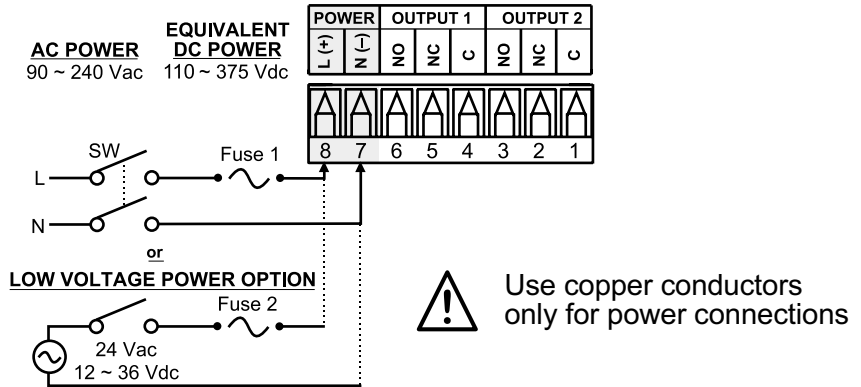 AC POWER
90 ~ 240 Vac
EQUIVALENT
DC POWER
110 ~ 375 Vdc
POWER OUTPUT 1 OUTPUT 2
L (+) N (–) NO NC C NO NC C
8 7 6 5 4 3 2 1
SW
Fuse 1
L
N
or
LOW VOLTAGE POWER OPTION
Fuse 2
24 Vac
12 ~ 36 Vdc
Use copper conductors
only for power connections